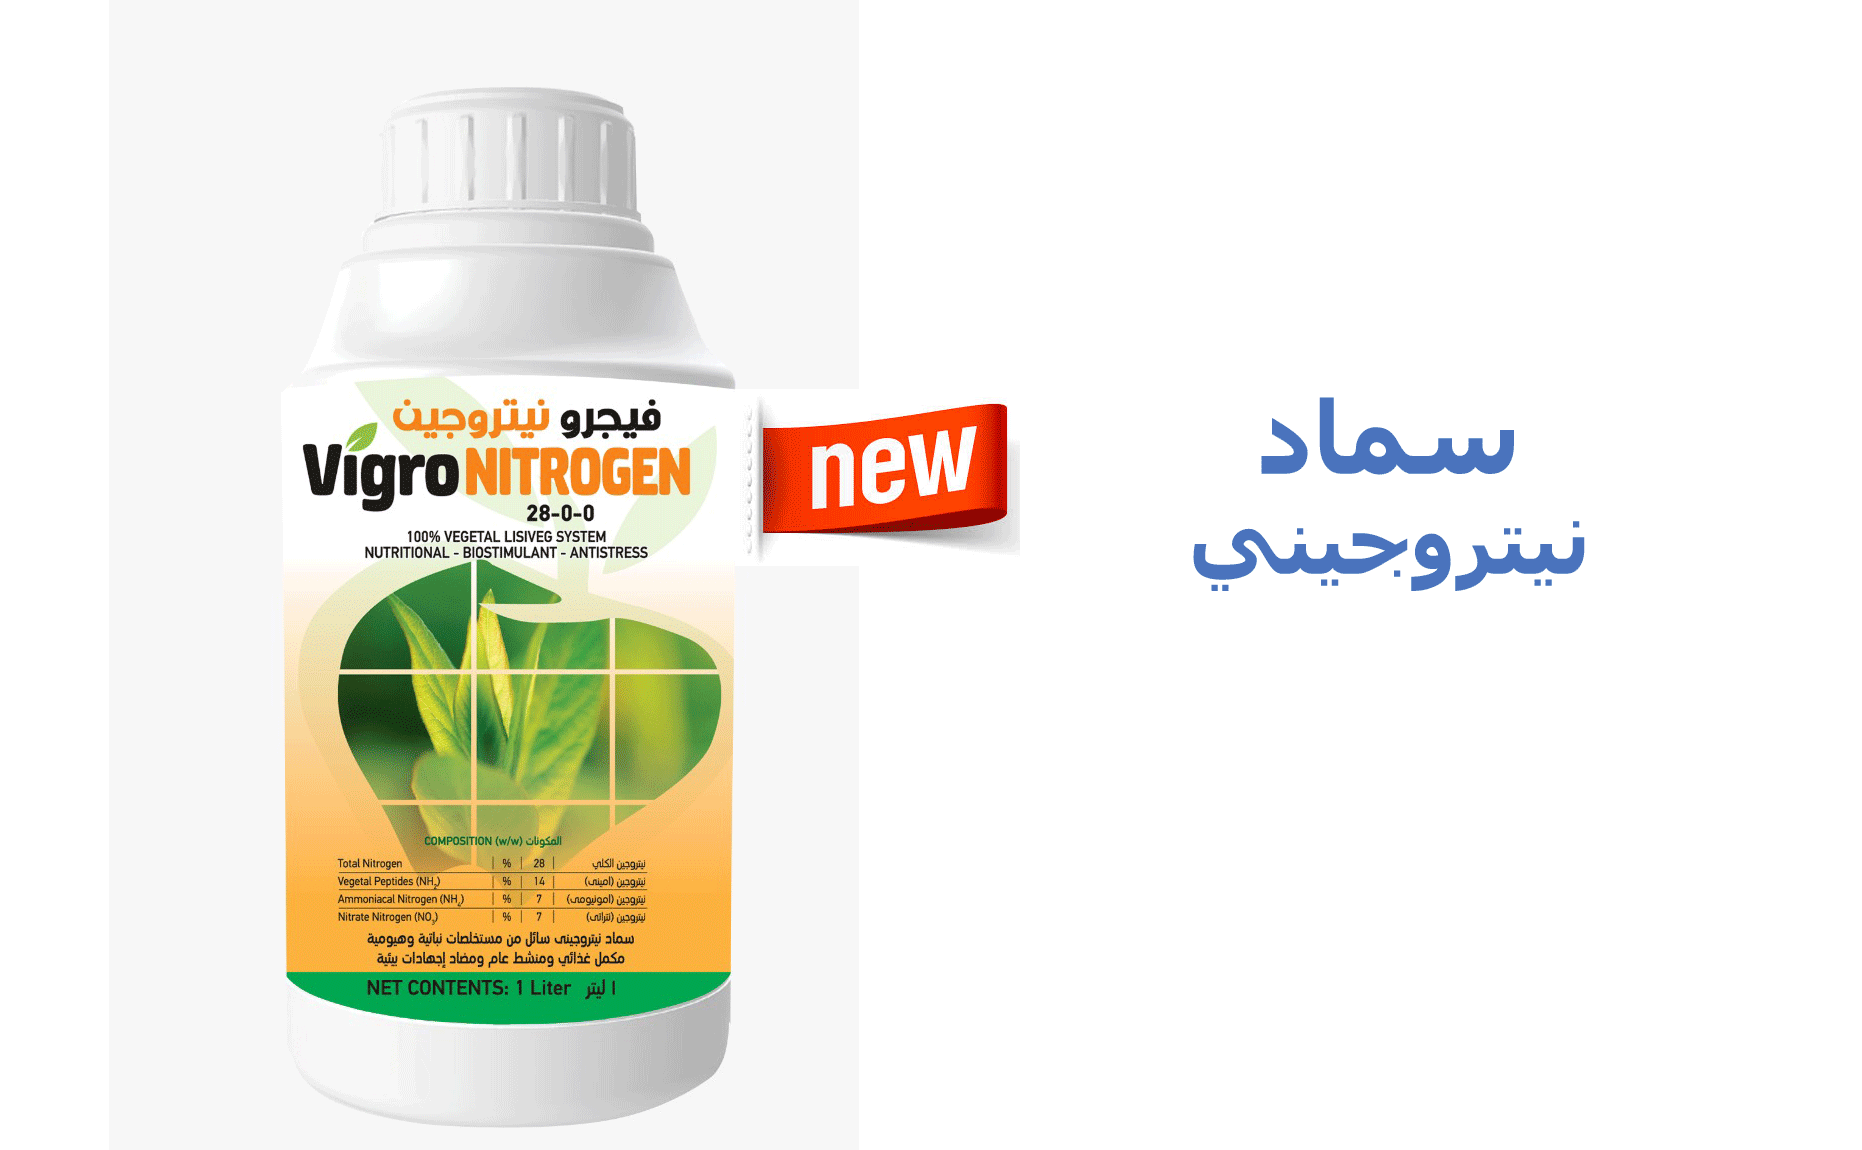 فيجرو نيتروجين
Vigro NITROGEN
28-0-0
100% VEGETAL LISIVEG SYSTEM
NUTRITIONAL - BIOSTIMULANT - ANTISTRESS
new
سماد
نيتروجيني
COMPOSITION (w/w) المكونات
Total Nitrogen | % | 28 | نيتروجين الكلي
Vegetal Peptides (NH₂) | % | 14 | نيتروجين (امينى)
Ammoniacal Nitrogen (NH₄) | % | 7 | نيتروجين (امونيومى)
Nitrate Nitrogen (NO₃) | % | 7 | نيتروجين (نتراتى)
سماد نيتروجينى سائل من مستخلصات نباتية وهيومية
مكمل غذائي ومنشط عام ومضاد إجهادات بيئية
NET CONTENTS: 1 Liter ١ ليتر